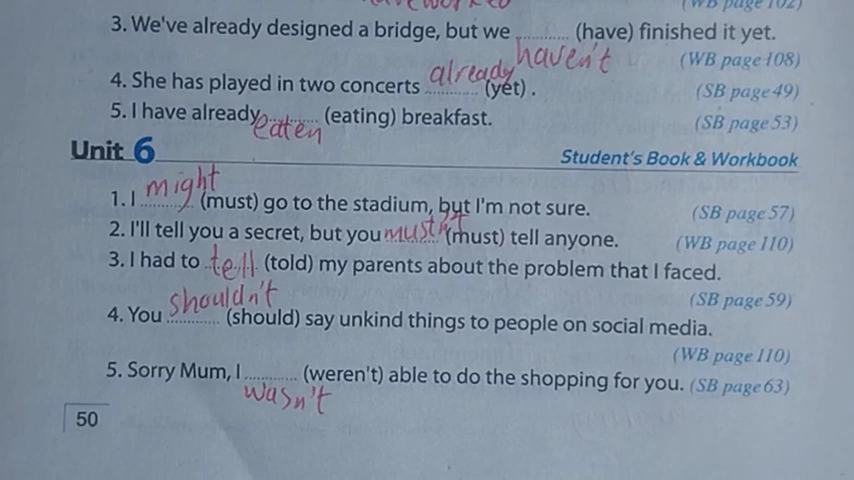 (WB page 102)
3. We've already designed a bridge, but we .......... (have) finished it yet.
haven't
(WB page 108)
already
4. She has played in two concerts .......... (yet) .
(SB page 49)
5. I have already .......... (eating) breakfast.
eaten
(SB page 53)
Unit 6
Student's Book & Workbook
might
1. I .......... (must) go to the stadium, but I'm not sure.
(SB page 57)
2. I'll tell you a secret, but you mustn't (must) tell anyone.
(WB page 110)
3. I had to tell (told) my parents about the problem that I faced.
(SB page 59)
shouldn't
4. You .......... (should) say unkind things to people on social media.
(WB page 110)
5. Sorry Mum, I .......... (weren't) able to do the shopping for you. (SB page 63)
wasn't
50